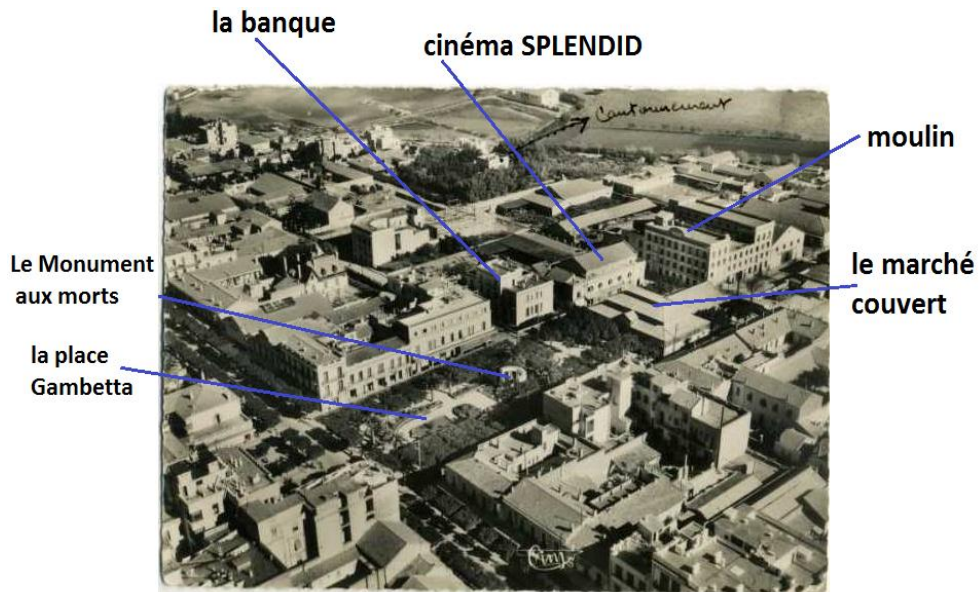 la banque
cinéma SPLENDID
Cantonnement
moulin
Le Monument
aux morts
le marché
couvert
la place
Gambetta